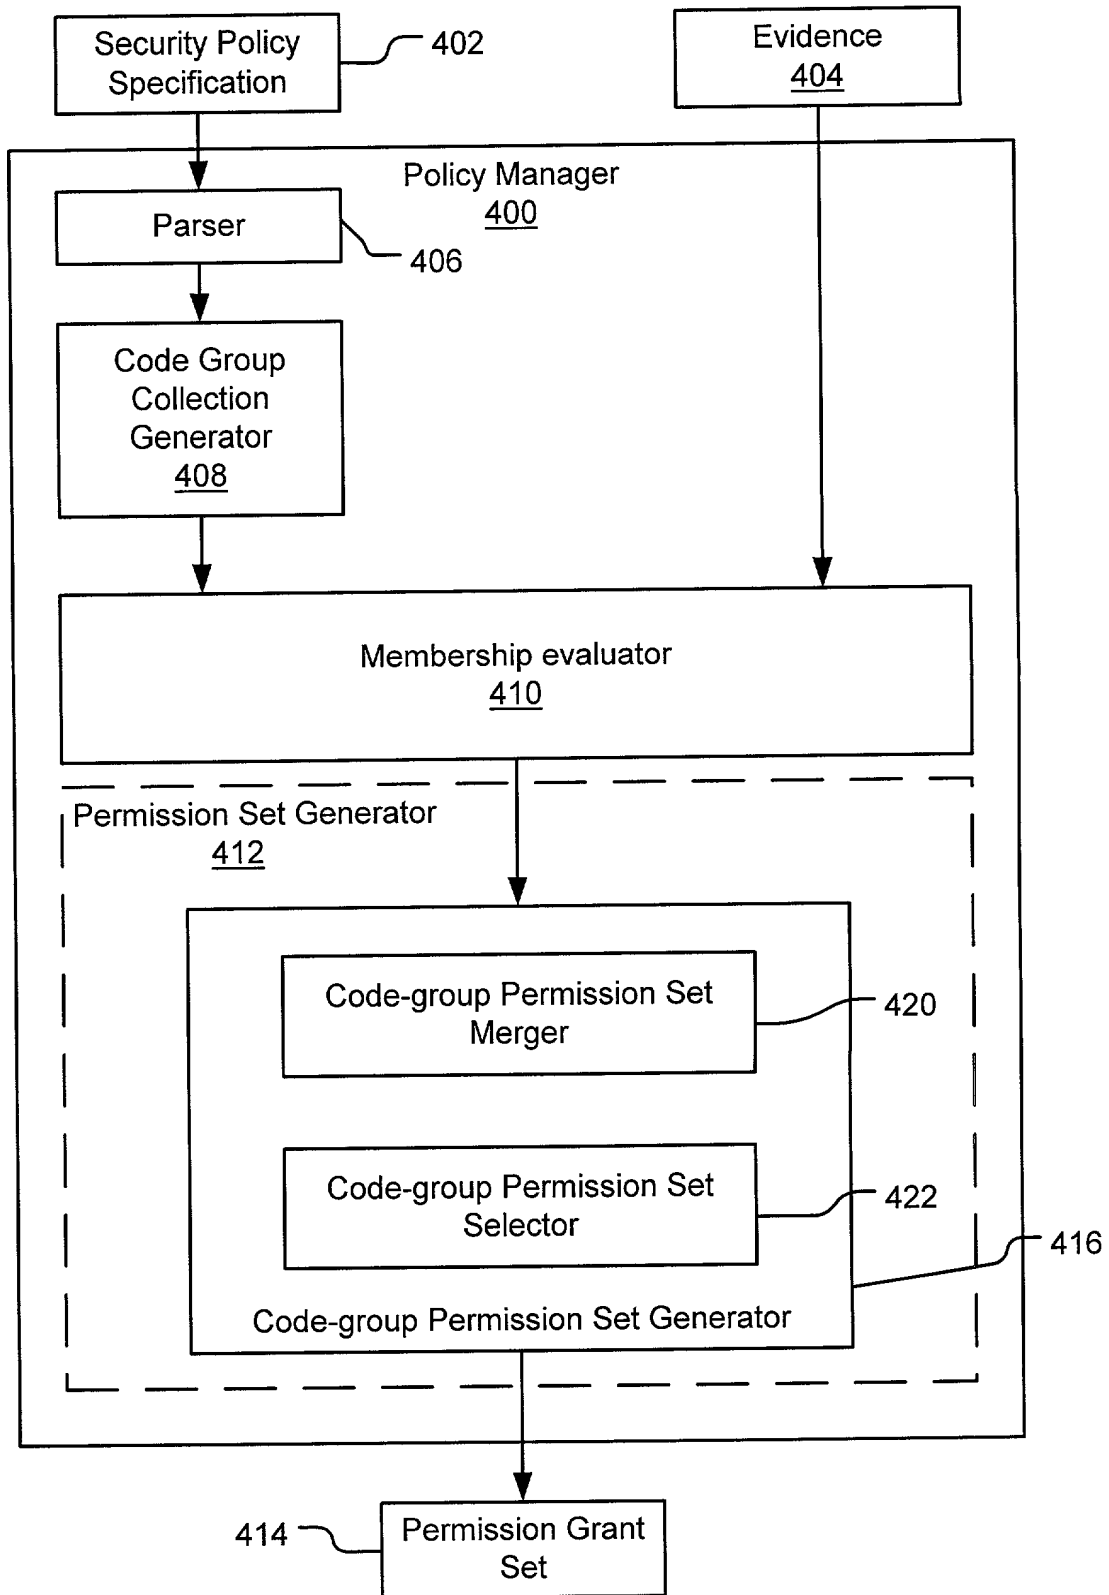 Security Policy
Specification
402
Evidence
404
Policy Manager
400
Parser
406
Code Group
Collection
Generator
408
Membership evaluator
410
Permission Set Generator
412
Code-group Permission Set
Merger
420
Code-group Permission Set
Selector
422
416
Code-group Permission Set Generator
414
Permission Grant
Set